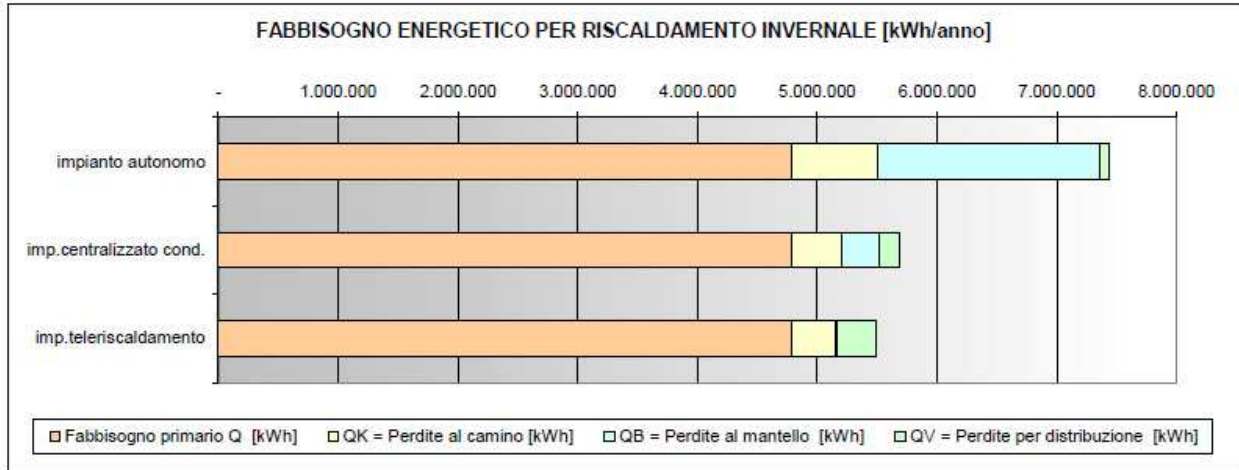 FABBISOGNO ENERGETICO PER RISCALDAMENTO INVERNALE [kWh/anno]
- 1.000.000 2.000.000 3.000.000 4.000.000 5.000.000 6.000.000 7.000.000 8.000.000
impianto autonomo
imp.centralizzato cond.
imp.teleriscaldamento
Fabbisogno primario Q [kWh] QK = Perdite al camino [kWh] QB = Perdite al mantello [kWh] QV = Perdite per distribuzione [kWh]